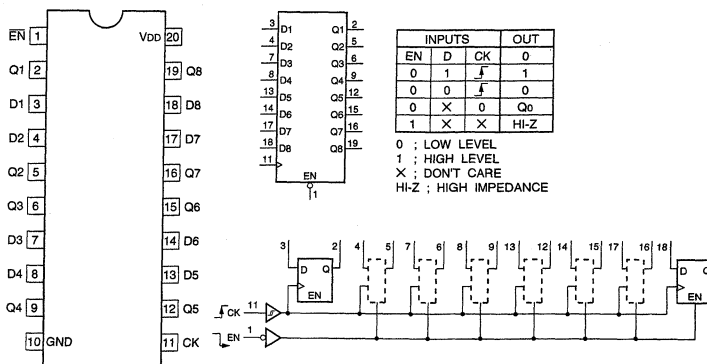 EN 1
VDD 20
Q1 2
19 Q8
D1 3
18 D8
D2 4
17 D7
Q2 5
16 Q7
Q3 6
15 Q6
D3 7
14 D6
D4 8
13 D5
Q4 9
12 Q5
10 GND
11 CK
3 D1 Q1 2
4 D2 Q2 5
7 D3 Q3 6
8 D4 Q4 9
13 D5 Q5 12
14 D6 Q6 15
17 D7 Q7 16
18 D8 Q8 19
11
EN
1
INPUTS OUT
EN D CK 0
0 1 1
0 0 0
0 X 0 Q0
1 X X HI-Z
0 ; LOW LEVEL
1 ; HIGH LEVEL
X ; DON'T CARE
HI-Z ; HIGH IMPEDANCE
3 2 4 5 7 6 8 9 13 12 14 15 17 16 18
D Q
EN
D Q
EN
CK 11
EN 1